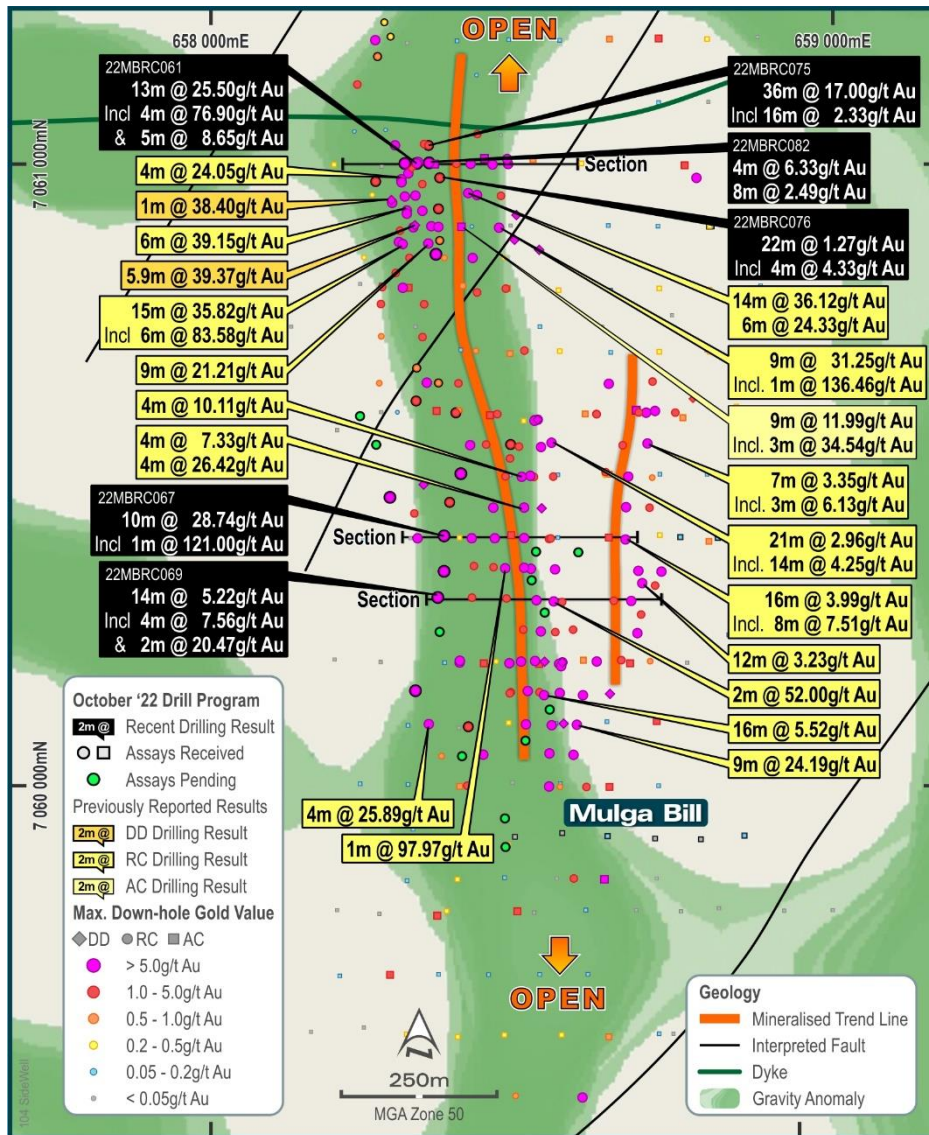 OPEN
658 000mE
659 000mE
7 061 000mN
7 060 000mN
22MBRC061
13m @ 25.50g/t Au
Incl 4m @ 76.90g/t Au
& 5m @ 8.65g/t Au
4m @ 24.05g/t Au
1m @ 38.40g/t Au
6m @ 39.15g/t Au
5.9m @ 39.37g/t Au
15m @ 35.82g/t Au
Incl 6m @ 83.58g/t Au
9m @ 21.21g/t Au
4m @ 10.11g/t Au
4m @ 7.33g/t Au
4m @ 26.42g/t Au
22MBRC067
10m @ 28.74g/t Au
Incl 1m @ 121.00g/t Au
22MBRC069
14m @ 5.22g/t Au
Incl 4m @ 7.56g/t Au
& 2m @ 20.47g/t Au
22MBRC075
36m @ 17.00g/t Au
Incl 16m @ 2.33g/t Au
22MBRC082
4m @ 6.33g/t Au
8m @ 2.49g/t Au
22MBRC076
22m @ 1.27g/t Au
Incl 4m @ 4.33g/t Au
14m @ 36.12g/t Au
6m @ 24.33g/t Au
9m @ 31.25g/t Au
Incl. 1m @ 136.46g/t Au
9m @ 11.99g/t Au
Incl. 3m @ 34.54g/t Au
7m @ 3.35g/t Au
Incl. 3m @ 6.13g/t Au
21m @ 2.96g/t Au
Incl. 14m @ 4.25g/t Au
16m @ 3.99g/t Au
Incl. 8m @ 7.51g/t Au
12m @ 3.23g/t Au
2m @ 52.00g/t Au
16m @ 5.52g/t Au
9m @ 24.19g/t Au
Section
Section
Section
4m @ 25.89g/t Au
1m @ 97.97g/t Au
Mulga Bill
OPEN
October ‘22 Drill Program
2m @ Recent Drilling Result
Assays Received
Assays Pending
Previously Reported Results
2m @ DD Drilling Result
2m @ RC Drilling Result
2m @ AC Drilling Result
Max. Down-hole Gold Value
DD RC AC
> 5.0g/t Au
1.0 - 5.0g/t Au
0.5 - 1.0g/t Au
0.2 - 0.5g/t Au
0.05 - 0.2g/t Au
< 0.05g/t Au
104 SideWell
N
250m
MGA Zone 50
Geology
Mineralised Trend Line
Interpreted Fault
Dyke
Gravity Anomaly